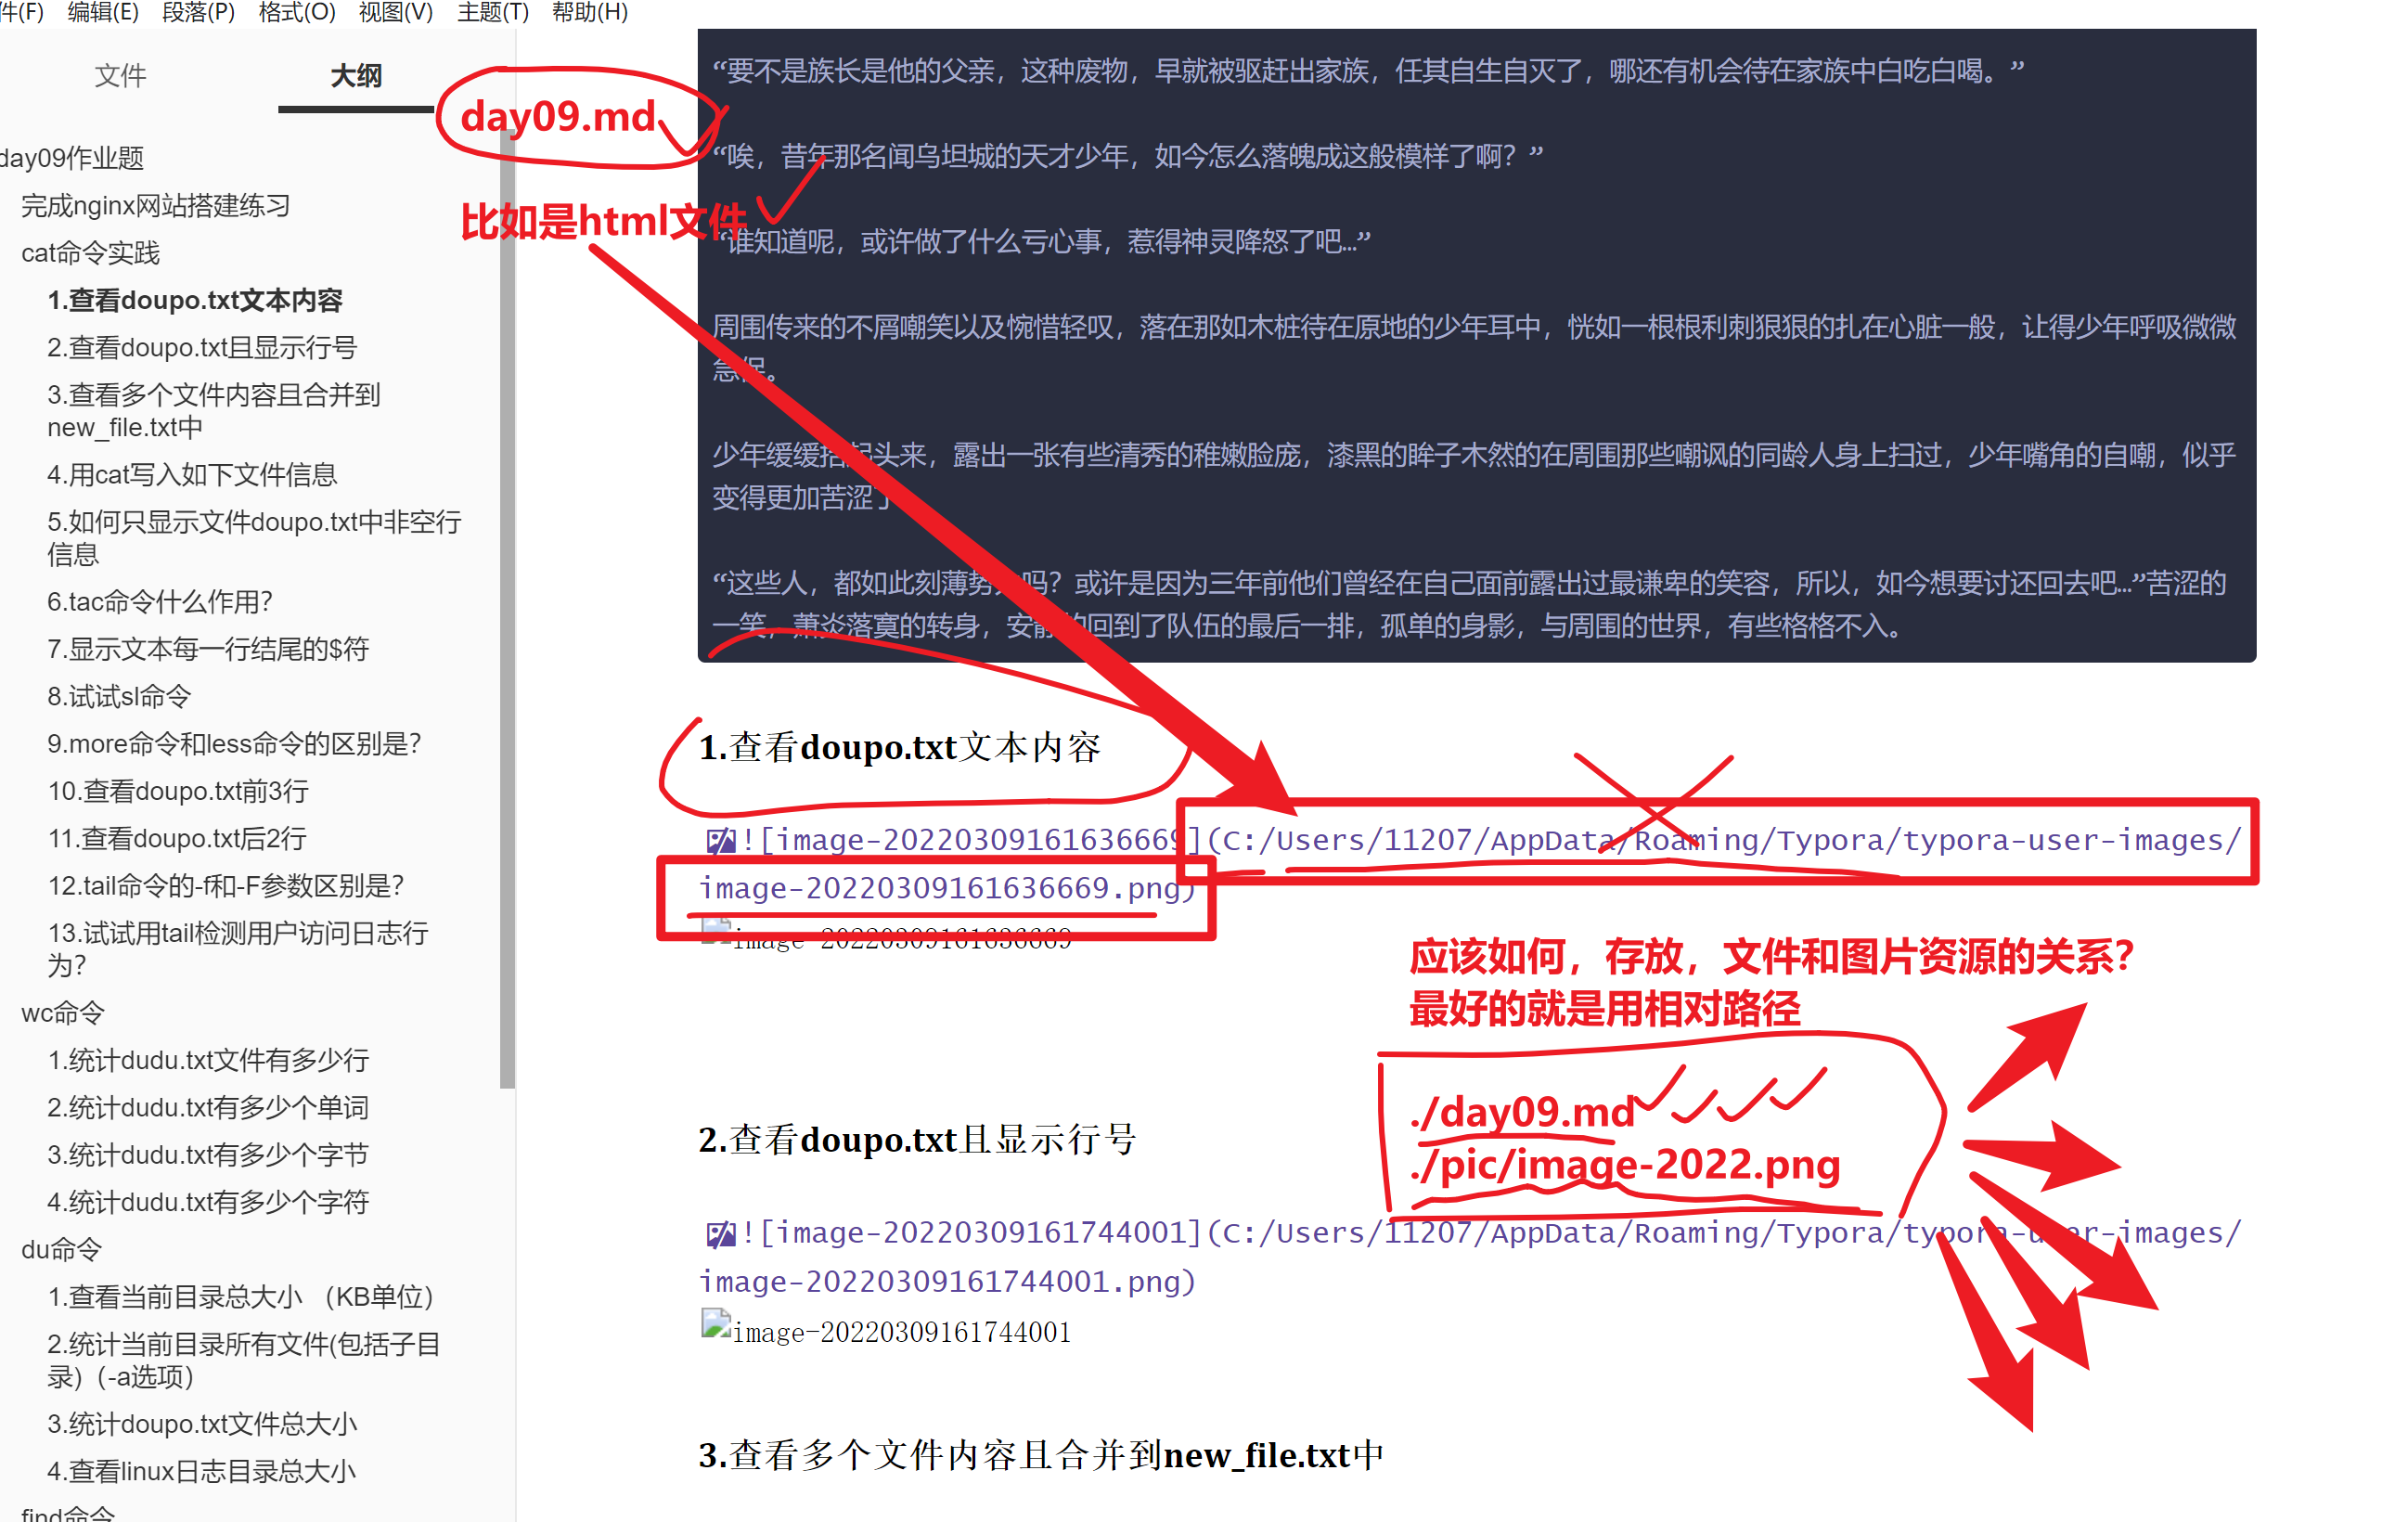 件(F) 编辑(E) 段落(P) 格式(O) 视图(V) 主题(T) 帮助(H)
文件 大纲
day09作业题
完成nginx网站搭建练习
cat命令实践
1.查看doupo.txt文本内容
2.查看doupo.txt且显示行号
3.查看多个文件内容且合并到
new_file.txt中
4.用cat写入如下文件信息
5.如何只显示文件doupo.txt中非空行
信息
6.tac命令什么作用?
7.显示文本每一行结尾的$符
8.试试sl命令
9.more命令和less命令的区别是?
10.查看doupo.txt前3行
11.查看doupo.txt后2行
12.tail命令的-f和-F参数区别是?
13.试试用tail检测用户访问日志行
为?
wc命令
1.统计dudu.txt文件有多少行
2.统计dudu.txt有多少个单词
3.统计dudu.txt有多少个字节
4.统计dudu.txt有多少个字符
du命令
1.查看当前目录总大小 （KB单位）
2.统计当前目录所有文件(包括子目
录)（-a选项）
3.统计doupo.txt文件总大小
4.查看linux日志目录总大小
find命令
day09.md
比如是html文件
“要不是族长是他的父亲，这种废物，早就被驱赶出家族，任其自生自灭了，哪还有机会待在家族中白吃白喝。”
“唉，昔年那名闻乌坦城的天才少年，如今怎么落魄成这般模样了啊？”
“谁知道呢，或许做了什么亏心事，惹得神灵降怒了吧…”
周围传来的不屑嘲笑以及惋惜轻叹，落在那如木桩待在原地的少年耳中，恍如一根根利刺狠狠的扎在心脏一般，让得少年呼吸微微
急促。
少年缓缓抬起头来，露出一张有些清秀的稚嫩脸庞，漆黑的眸子木然的在周围那些嘲讽的同龄人身上扫过，少年嘴角的自嘲，似乎
变得更加苦涩了
“这些人，都如此刻薄势力吗？或许是因为三年前他们曾经在自己面前露出过最谦卑的笑容，所以，如今想要讨还回去吧…”苦涩的
一笑，萧炎落寞的转身，安静的回到了队伍的最后一排，孤单的身影，与周围的世界，有些格格不入。
1.查看doupo.txt文本内容
![image-20220309161636669](C:/Users/11207/AppData/Roaming/Typora/typora-user-images/
image-20220309161636669.png)
image-20220309161636669
应该如何，存放，文件和图片资源的关系?
最好的就是用相对路径
./day09.md
./pic/image-2022.png
2.查看doupo.txt且显示行号
![image-20220309161744001](C:/Users/11207/AppData/Roaming/Typora/typora-user-images/
image-20220309161744001.png)
image-20220309161744001
3.查看多个文件内容且合并到new_file.txt中